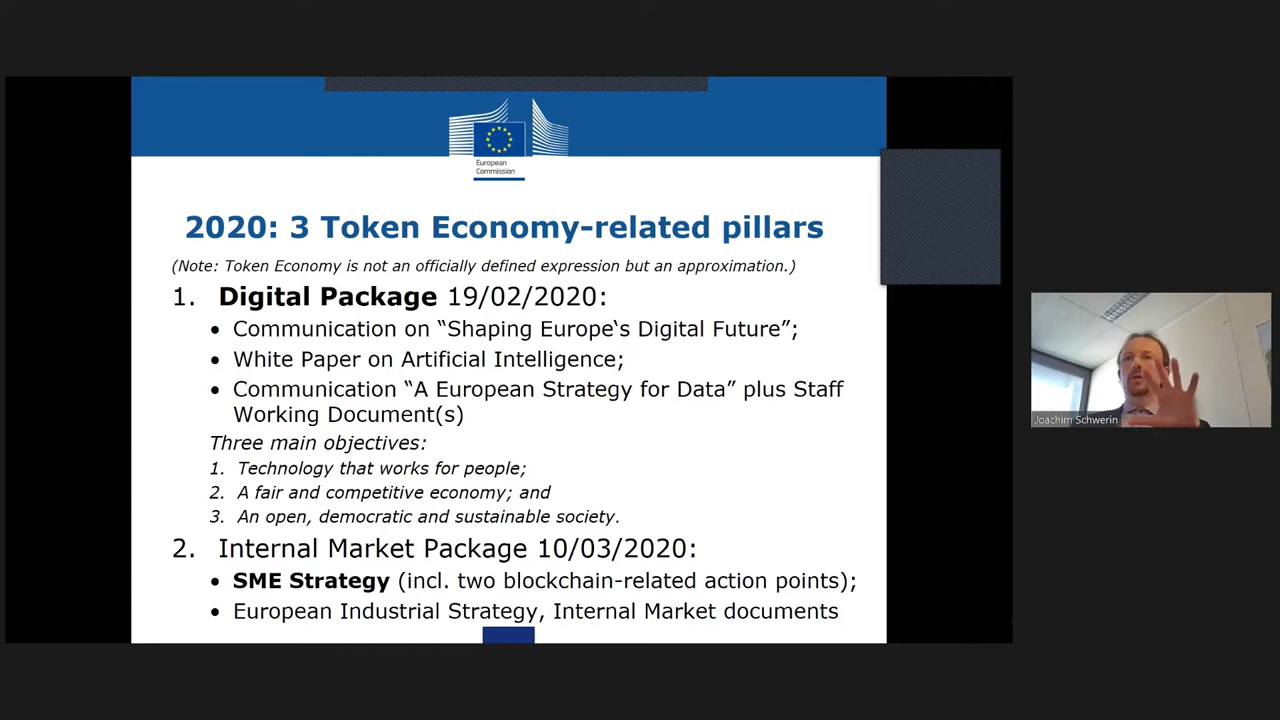 European
Commission
2020: 3 Token Economy-related pillars
(Note: Token Economy is not an officially defined expression but an approximation.)
1. Digital Package 19/02/2020:
• Communication on “Shaping Europe‘s Digital Future”;
• White Paper on Artificial Intelligence;
• Communication “A European Strategy for Data” plus Staff
Working Document(s)
Three main objectives:
1. Technology that works for people;
2. A fair and competitive economy; and
3. An open, democratic and sustainable society.
2. Internal Market Package 10/03/2020:
• SME Strategy (incl. two blockchain-related action points);
• European Industrial Strategy, Internal Market documents
Joachim Schwerin